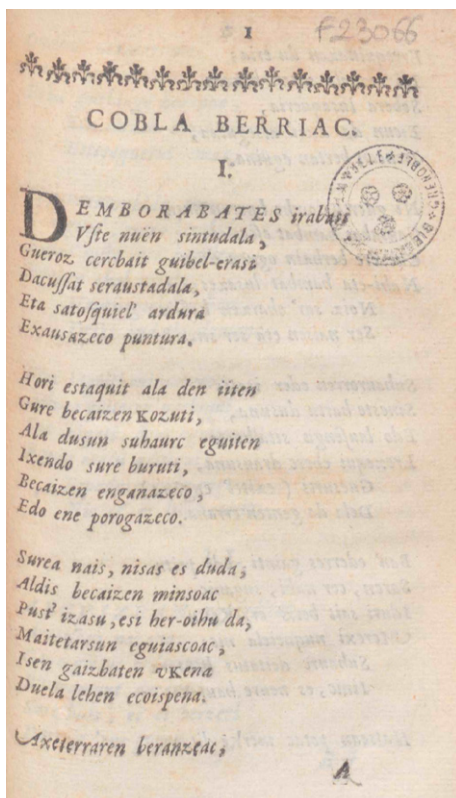 1
F23066
COBLA BERRIAC.
I.
DEMBORABATES irabaſi
Vſte nuën sintudala,
Gueroz cerchait guibel-erasi
Dacuſſat seraustadala,
Eta satoſquiel' ardura
Exausazeco puntura.
Hori estaquit ala den iiten
Gure becaizen KOZUTI,
Ala dusun suhaurc eguiten
Ixendo sure buruti,
Becaizen enganazeco,
Edo ene porogazeco.
Surea nais, nisas es duda,
Aldis becaizen minsoac
Puſt' izasu, esi her-oihu da,
Maitetarsun eguiascoac,
Isen gaizbaten VKENA
Duela lehen ecoispena.
Axeterraren beranzeac,
A